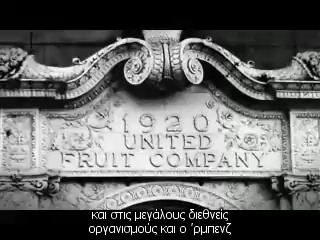 1920
UNITED
FRUIT COMPANY
και στις μεγάλους διεθνείς
οργανισμούς και ο ΄ρμπενζ